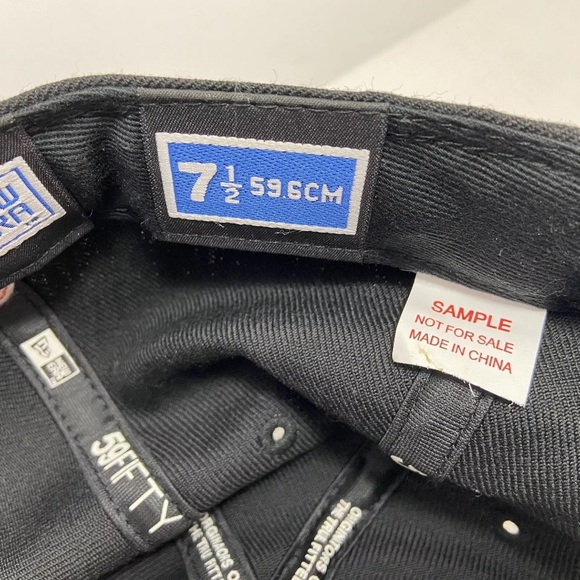 7 1/2 59.6CM
SAMPLE
NOT FOR SALE
MADE IN CHINA
59FIFTY